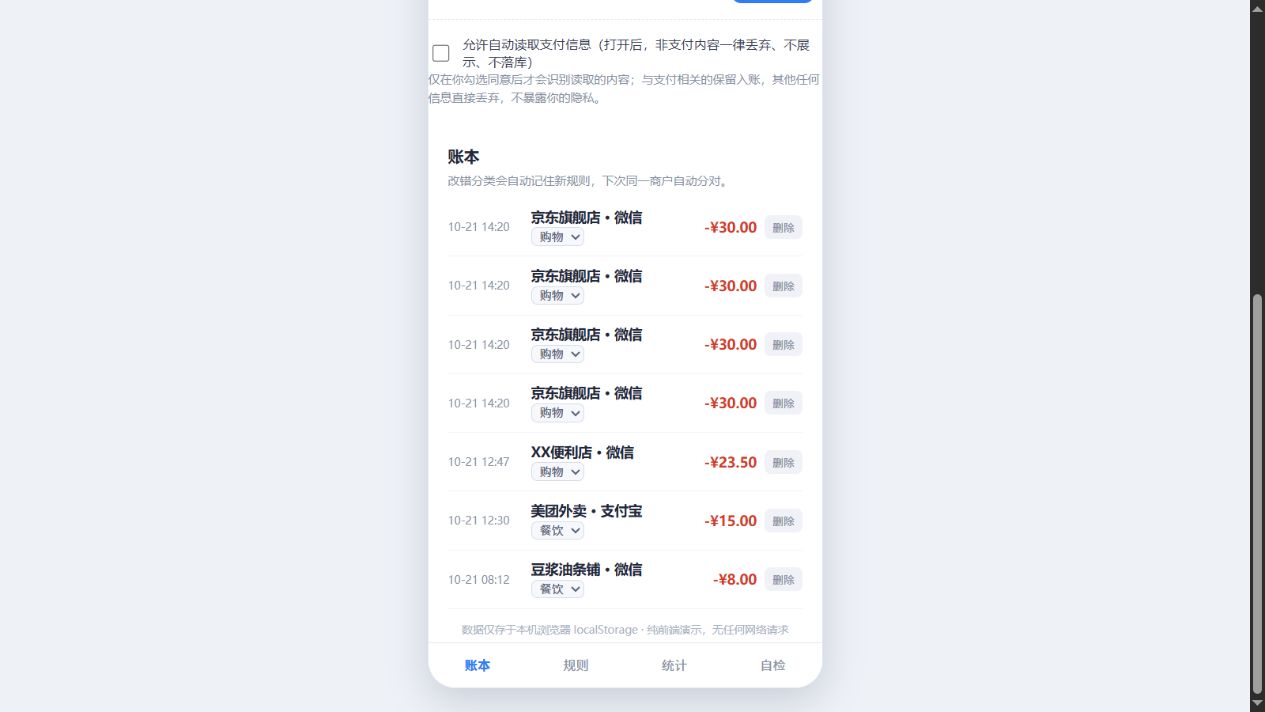 允许自动读取支付信息（打开后，非支付内容一律丢弃、不展
示、不落库）
仅在你勾选同意后才会识别读取的内容；与支付相关的保留入账，其他任何
信息直接丢弃，不暴露你的隐私。
账本
改错分类会自动记住新规则，下次同一商户自动分对。
10-21 14:20 京东旗舰店 · 微信 -¥30.00 删除
购物
10-21 14:20 京东旗舰店 · 微信 -¥30.00 删除
购物
10-21 14:20 京东旗舰店 · 微信 -¥30.00 删除
购物
10-21 14:20 京东旗舰店 · 微信 -¥30.00 删除
购物
10-21 12:47 XX便利店 · 微信 -¥23.50 删除
购物
10-21 12:30 美团外卖 · 支付宝 -¥15.00 删除
餐饮
10-21 08:12 豆浆油条铺 · 微信 -¥8.00 删除
餐饮
数据仅存于本机浏览器 localStorage · 纯前端演示，无任何网络请求
账本 规则 统计 自检